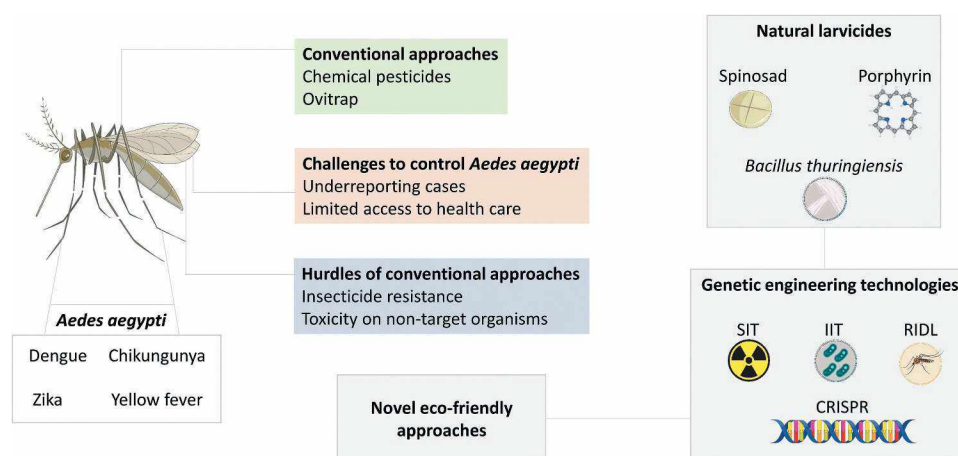 Conventional approaches
Chemical pesticides
Ovitrap
Challenges to control Aedes aegypti
Underreporting cases
Limited access to health care
Hurdles of conventional approaches
Insecticide resistance
Toxicity on non-target organisms
Aedes aegypti
Dengue Chikungunya
Zika Yellow fever
Natural larvicides
Spinosad Porphyrin
Bacillus thuringiensis
Genetic engineering technologies
SIT IIT RIDL
CRISPR
Novel eco-friendly
approaches